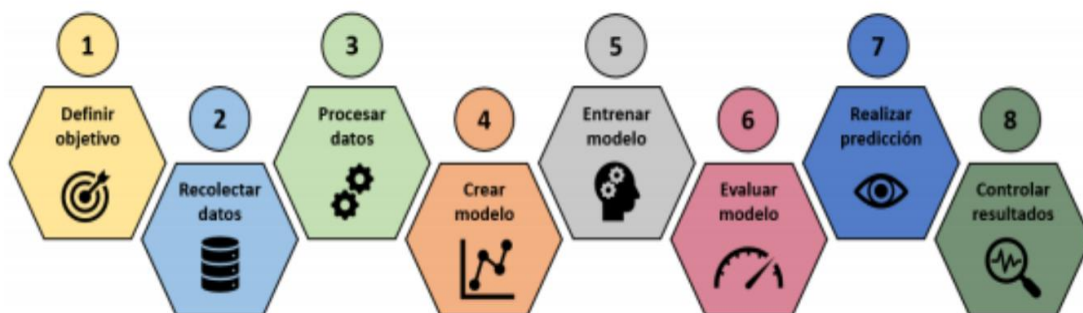 1
Definir
objetivo
2
Recolectar
datos
3
Procesar
datos
4
Crear
modelo
5
Entrenar
modelo
6
Evaluar
modelo
7
Realizar
predicción
8
Controlar
resultados